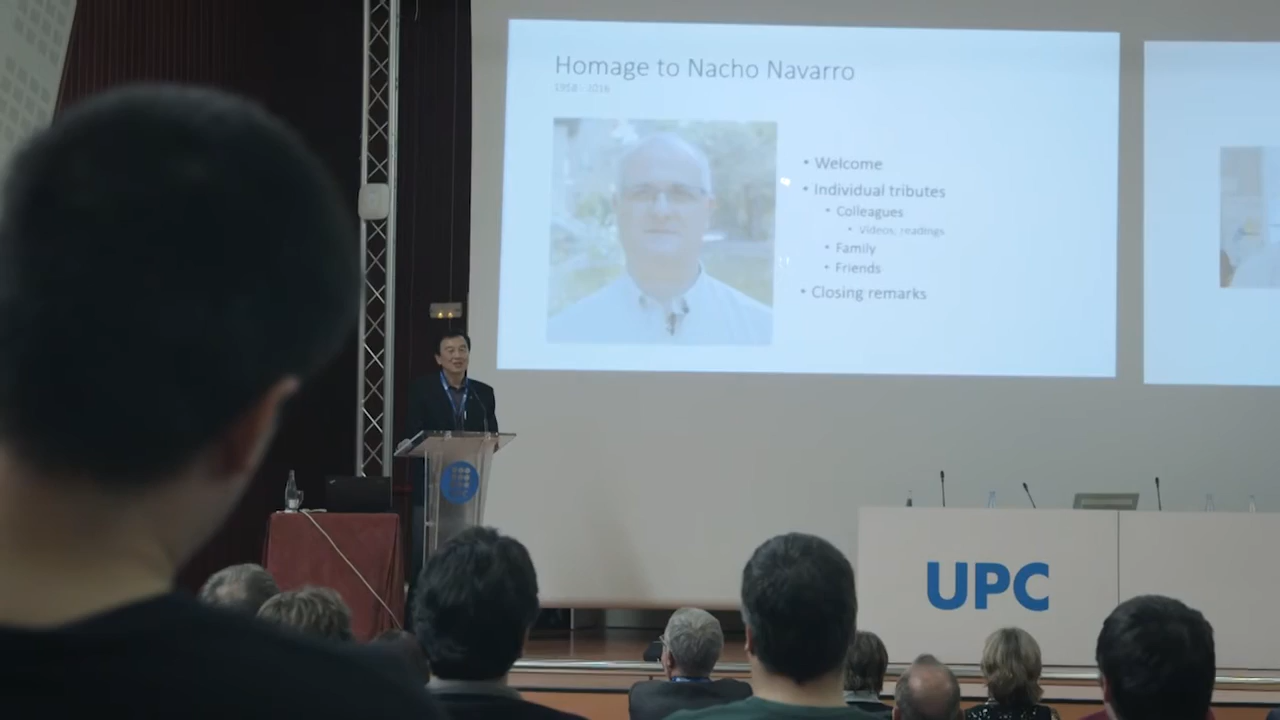 Homage to Nacho Navarro
1958 - 2016
• Welcome
• Individual tributes
• Colleagues
• Videos, readings
• Family
• Friends
• Closing remarks
UPC